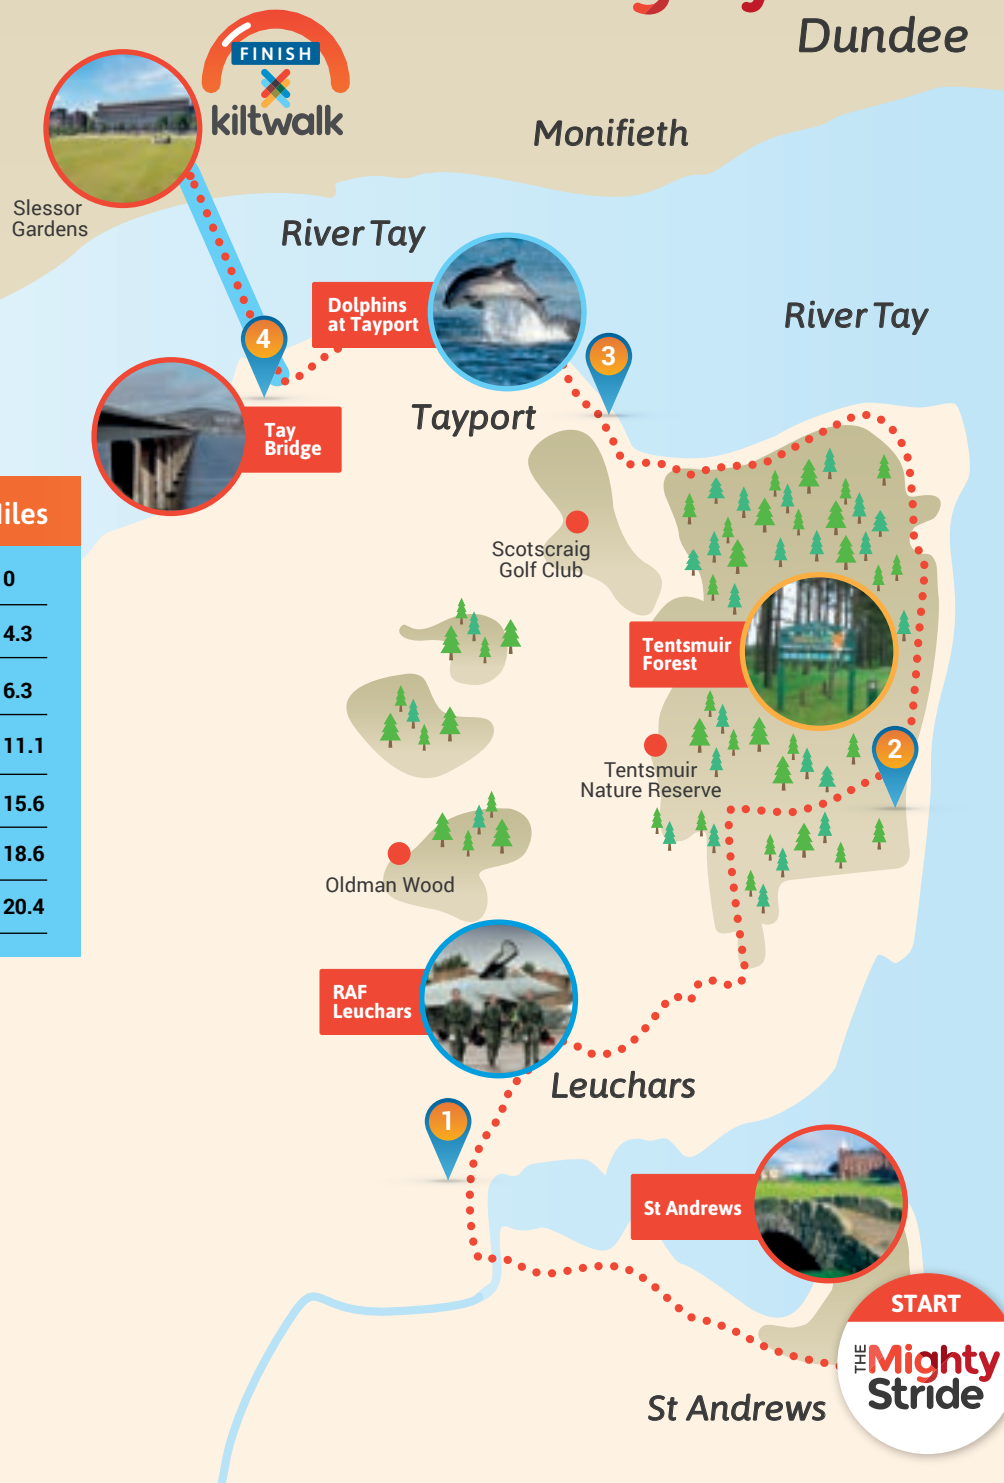 Dundee
FINISH
kiltwalk
Monifieth
Slessor
Gardens
River Tay
Dolphins
at Tayport
River Tay
4
3
Tayport
Tay
Bridge
0
4.3
6.3
11.1
15.6
18.6
20.4
Scotscraig
Golf Club
Tentsmuir
Forest
2
Tentsmuir
Nature Reserve
Oldman Wood
RAF
Leuchars
Leuchars
1
St Andrews
START
THE
Mighty
Stride
St Andrews